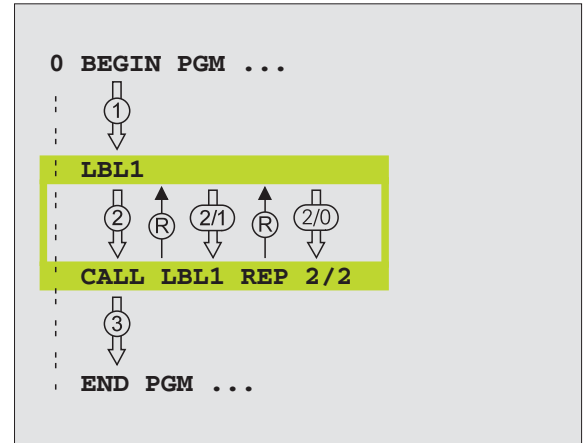 0 BEGIN PGM ...
1
LBL1
2 R 2/1 R 2/0
CALL LBL1 REP 2/2
3
END PGM ...